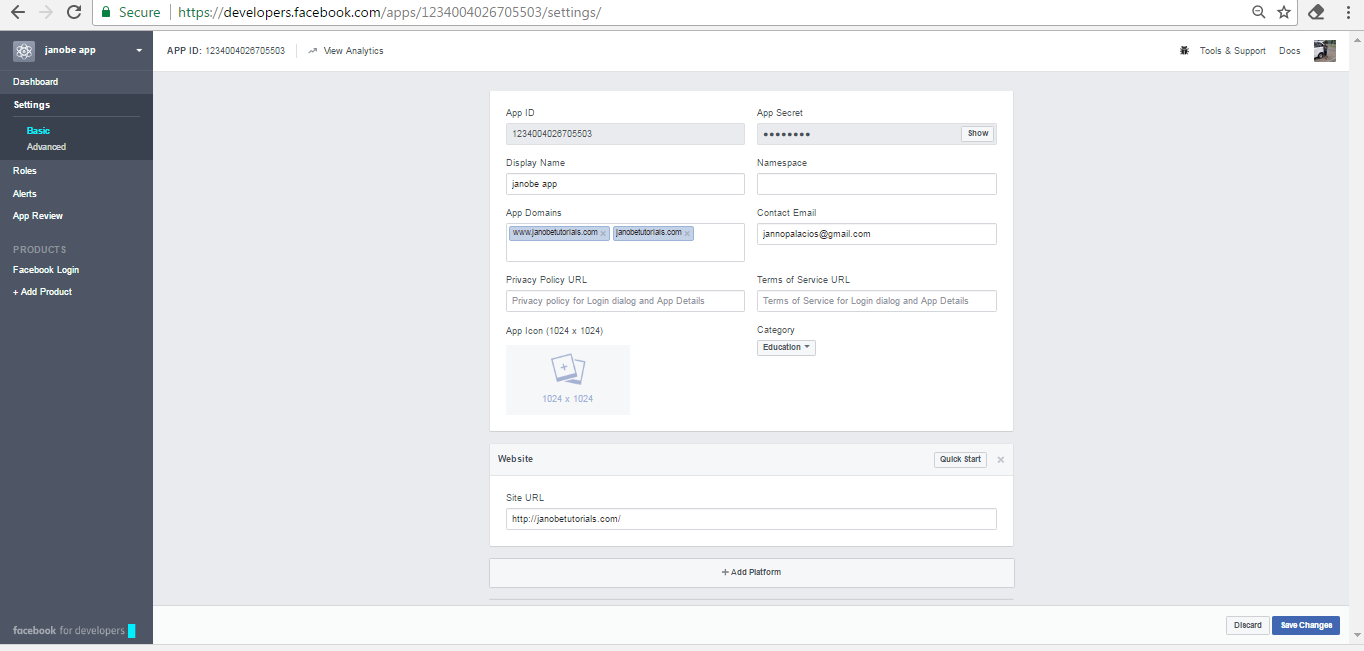 Secure https://developers.facebook.com/apps/1234004026705503/settings/
janobe app
APP ID: 1234004026705503 View Analytics Tools & Support Docs
Dashboard
Settings
Basic
Advanced
Roles
Alerts
App Review
PRODUCTS
Facebook Login
+ Add Product
facebook for developers
App ID App Secret
1234004026705503 Show
Display Name Namespace
janobe app
App Domains Contact Email
www.janobetutorials.com × janobetutorials.com × jannopalacios@gmail.com
Privacy Policy URL Terms of Service URL
Privacy policy for Login dialog and App Details Terms of Service for Login dialog and App Details
App Icon (1024 x 1024) Category
Education
1024 x 1024
Website Quick Start ×
Site URL
http://janobetutorials.com/
+ Add Platform
Discard Save Changes